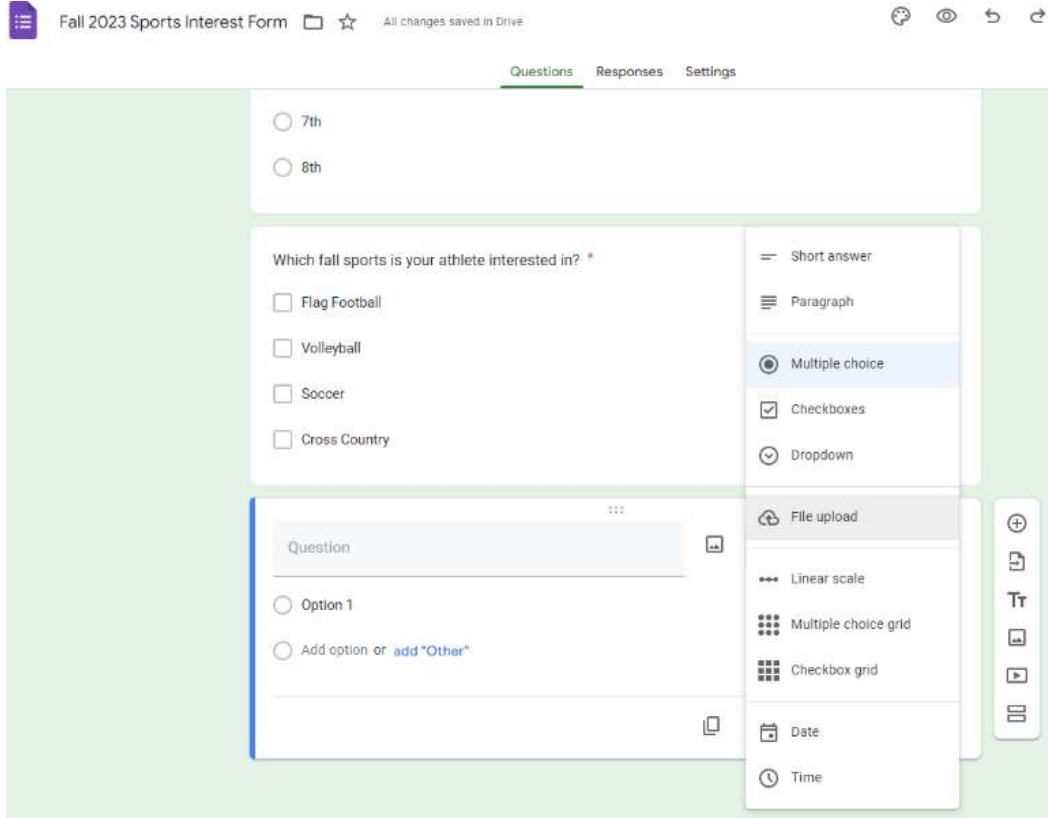 Fall 2023 Sports Interest Form
All changes saved in Drive
Questions Responses Settings
7th
8th
Which fall sports is your athlete interested in? *
Flag Football
Volleyball
Soccer
Cross Country
Question
Option 1
Add option or add "Other"
Short answer
Paragraph
Multiple choice
Checkboxes
Dropdown
File upload
Linear scale
Multiple choice grid
Checkbox grid
Date
Time
Tт